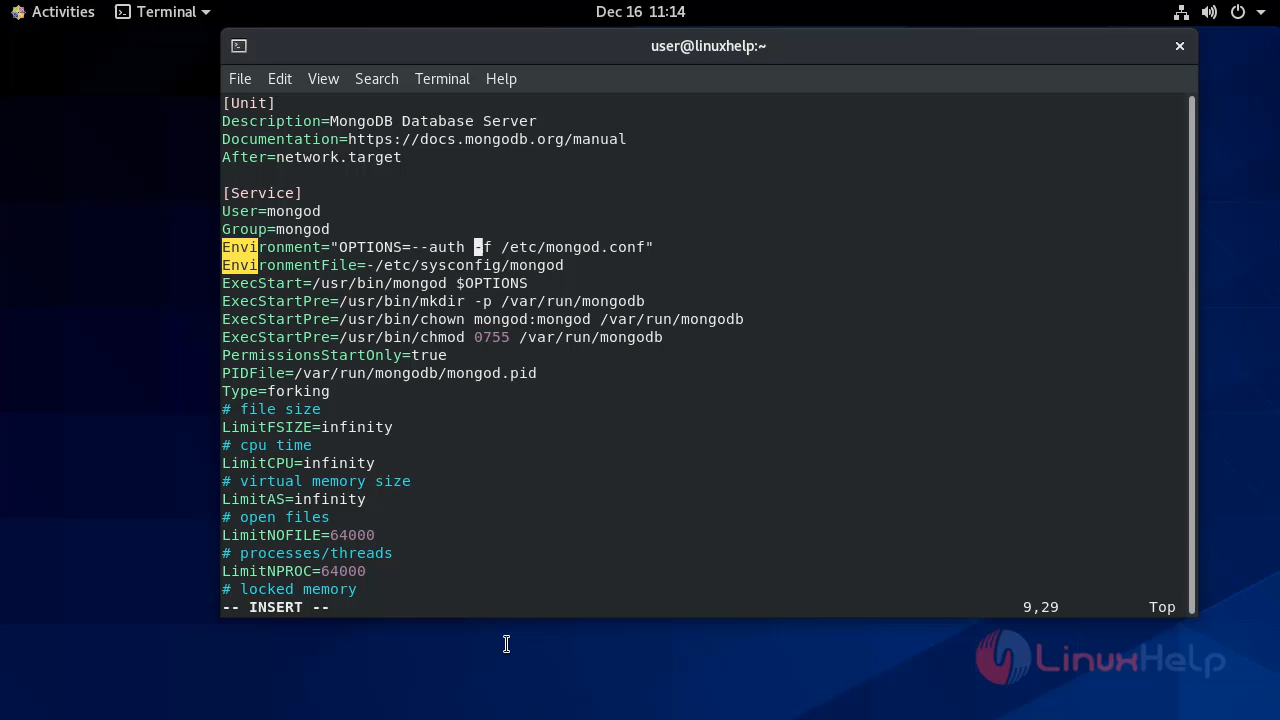 Activities
Terminal
Dec 16 11:14
user@linuxhelp:~
File Edit View Search Terminal Help
[Unit]
Description=MongoDB Database Server
Documentation=https://docs.mongodb.org/manual
After=network.target
[Service]
User=mongod
Group=mongod
Environment="OPTIONS=--auth -f /etc/mongod.conf"
EnvironmentFile=-/etc/sysconfig/mongod
ExecStart=/usr/bin/mongod $OPTIONS
ExecStartPre=/usr/bin/mkdir -p /var/run/mongodb
ExecStartPre=/usr/bin/chown mongod:mongod /var/run/mongodb
ExecStartPre=/usr/bin/chmod 0755 /var/run/mongodb
PermissionsStartOnly=true
PIDFile=/var/run/mongodb/mongod.pid
Type=forking
# file size
LimitFSIZE=infinity
# cpu time
LimitCPU=infinity
# virtual memory size
LimitAS=infinity
# open files
LimitNOFILE=64000
# processes/threads
LimitNPROC=64000
# locked memory
-- INSERT -- 9,29 Top
LinuxHelp